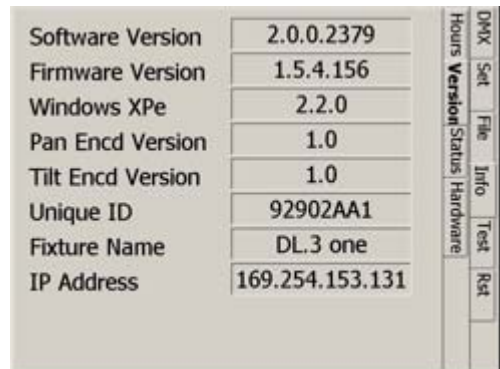 Software Version 2.0.0.2379
Firmware Version 1.5.4.156
Windows XPe 2.2.0
Pan Encd Version 1.0
Tilt Encd Version 1.0
Unique ID 92902AA1
Fixture Name DL.3 one
IP Address 169.254.153.131
DMX Set File Info Test Rst
Hours Version Status Hardware